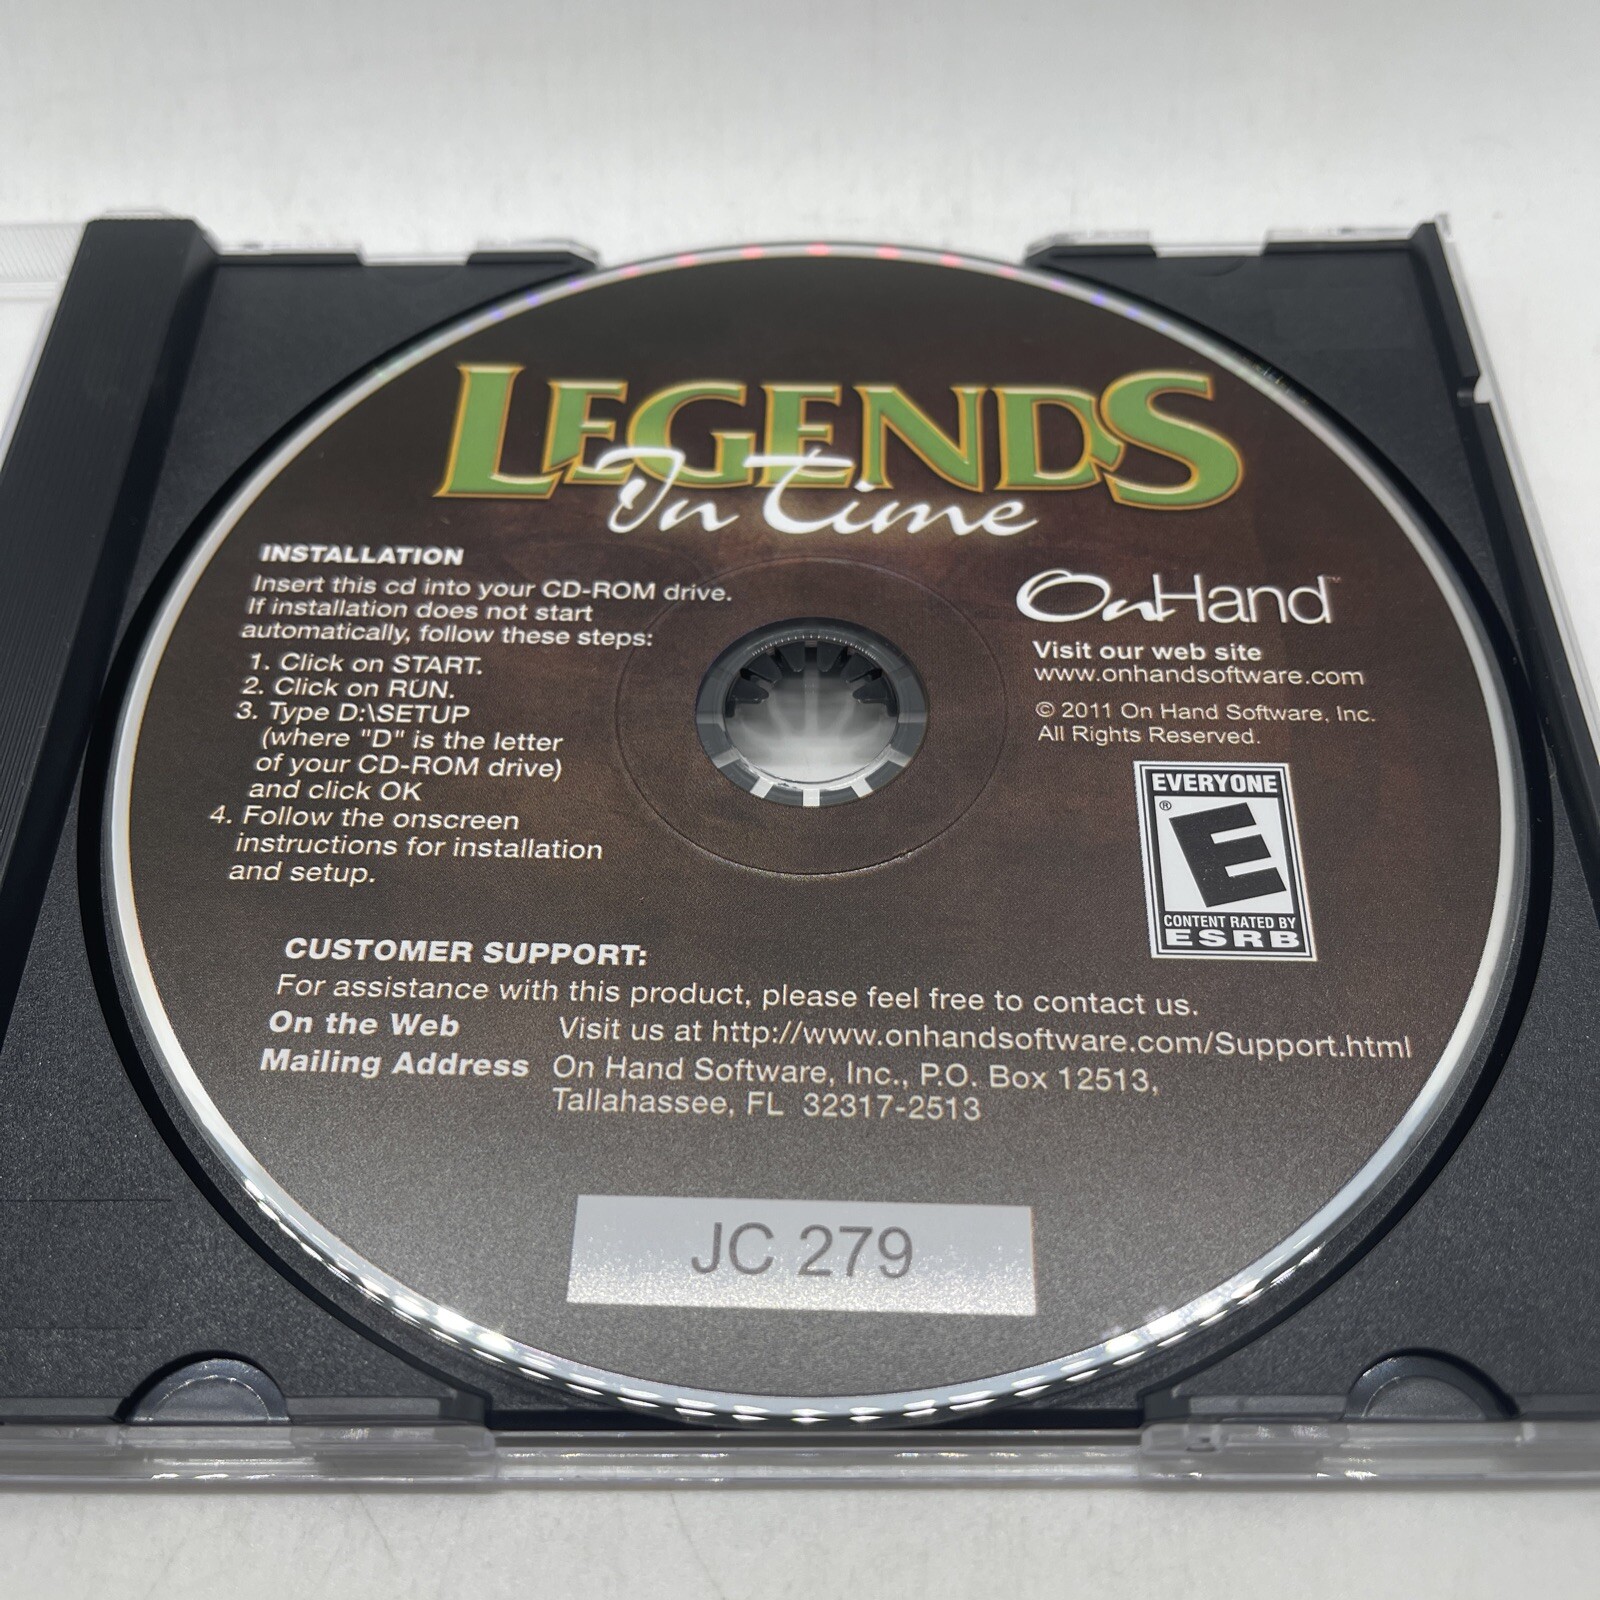 LEGENDS
In Time
INSTALLATION
Insert this cd into your CD-ROM drive.
If installation does not start
automatically, follow these steps:
1. Click on START.
2. Click on RUN.
3. Type D:\SETUP
(where "D" is the letter
of your CD-ROM drive)
and click OK
4. Follow the onscreen
instructions for installation
and setup.
OnHand™
Visit our web site
www.onhandsoftware.com
© 2011 On Hand Software, Inc.
All Rights Reserved.
EVERYONE
E®
CONTENT RATED BY
ESRB
CUSTOMER SUPPORT:
For assistance with this product, please feel free to contact us.
On the Web Visit us at http://www.onhandsoftware.com/Support.html
Mailing Address On Hand Software, Inc., P.O. Box 12513,
Tallahassee, FL 32317-2513
JC 279